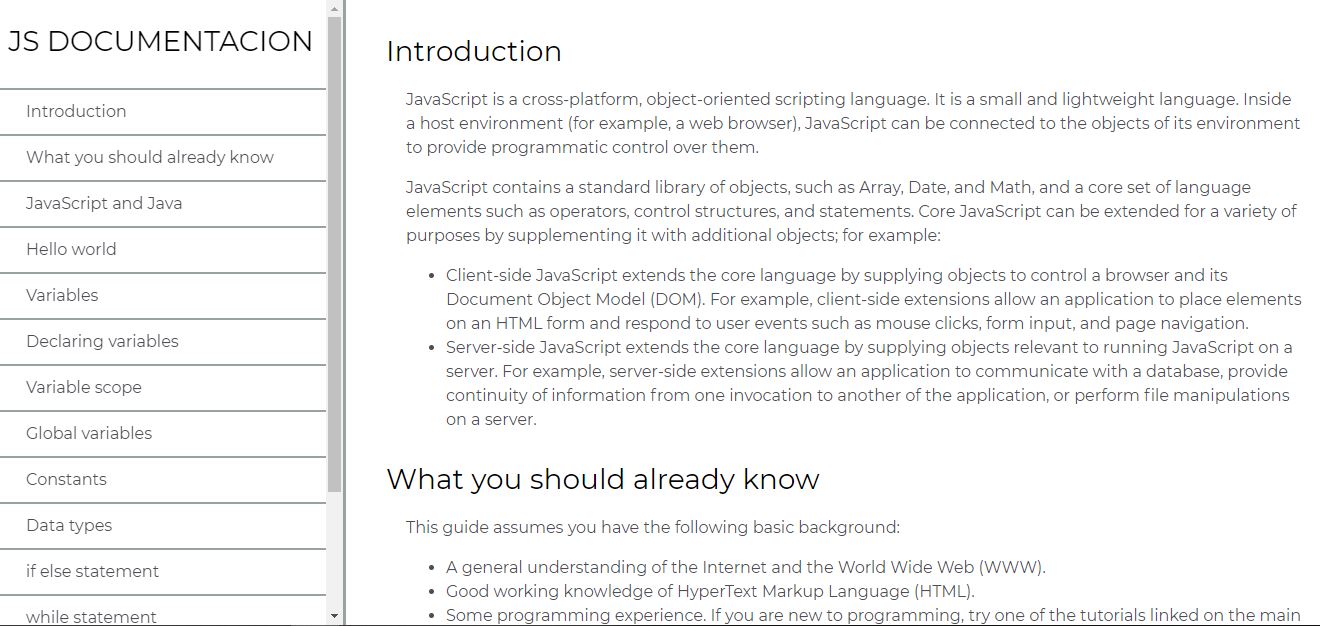 JS DOCUMENTACION
Introduction
What you should already know
JavaScript and Java
Hello world
Variables
Declaring variables
Variable scope
Global variables
Constants
Data types
if else statement
while statement
Introduction
JavaScript is a cross-platform, object-oriented scripting language. It is a small and lightweight language. Inside
a host environment (for example, a web browser), JavaScript can be connected to the objects of its environment
to provide programmatic control over them.
JavaScript contains a standard library of objects, such as Array, Date, and Math, and a core set of language
elements such as operators, control structures, and statements. Core JavaScript can be extended for a variety of
purposes by supplementing it with additional objects; for example:
• Client-side JavaScript extends the core language by supplying objects to control a browser and its
Document Object Model (DOM). For example, client-side extensions allow an application to place elements
on an HTML form and respond to user events such as mouse clicks, form input, and page navigation.
• Server-side JavaScript extends the core language by supplying objects relevant to running JavaScript on a
server. For example, server-side extensions allow an application to communicate with a database, provide
continuity of information from one invocation to another of the application, or perform file manipulations
on a server.
What you should already know
This guide assumes you have the following basic background:
• A general understanding of the Internet and the World Wide Web (WWW).
• Good working knowledge of HyperText Markup Language (HTML).
• Some programming experience. If you are new to programming, try one of the tutorials linked on the main